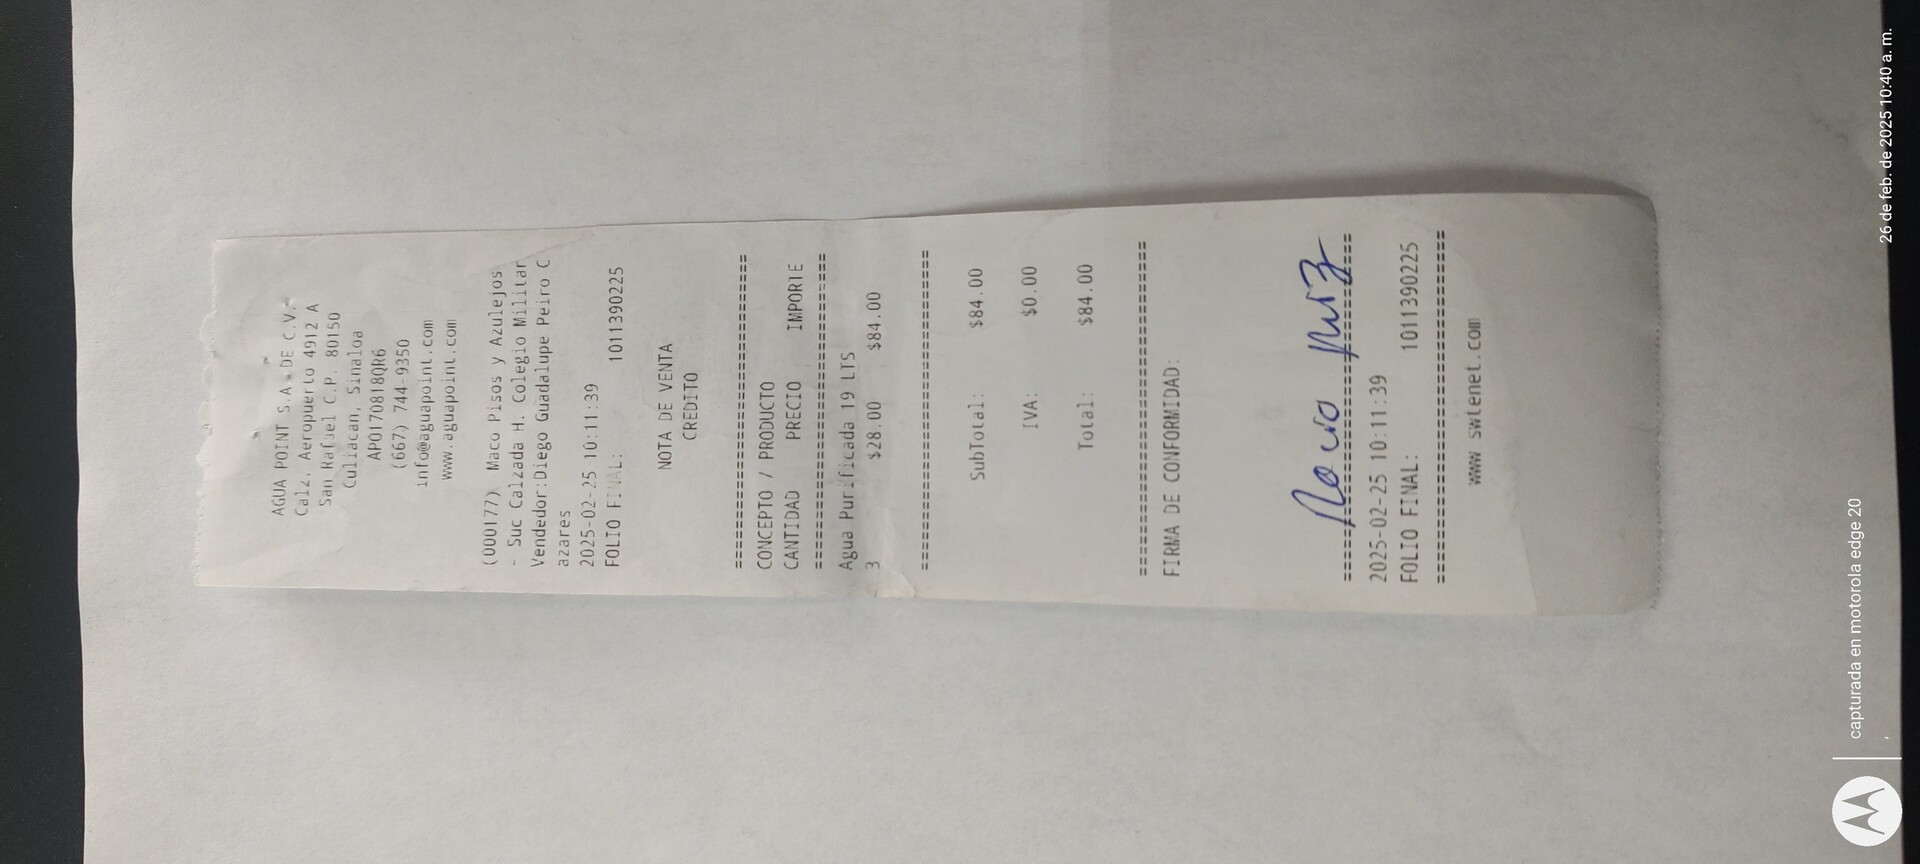 AGUA POINT S.A. DE C.V.
Calz. Aeropuerto 4912 A
San Rafael C.P. 80150
Culiacan, Sinaloa
APO170818QR6
(667) 744-9350
info@aguapoint.com
www.aguapoint.com
(000177) Maco Pisos y Azulejos
- Suc Calzada H. Colegio Militar
Vendedor:Diego Guadalupe Peiro C
azares
2025-02-25 10:11:39
FOLIO FINAL: 1011390225
NOTA DE VENTA
CREDITO
================================
CONCEPTO / PRODUCTO
CANTIDAD PRECIO IMPORTE
================================
Agua Purificada 19 LTS
3 $28.00 $84.00
================================
SubTotal: $84.00
IVA: $0.00
Total: $84.00
================================
FIRMA DE CONFORMIDAD:
================================
2025-02-25 10:11:39
FOLIO FINAL: 1011390225
================================
www swtenet.com
capturada en motorola edge 20
26 de feb. de 2025 10:40 a. m.